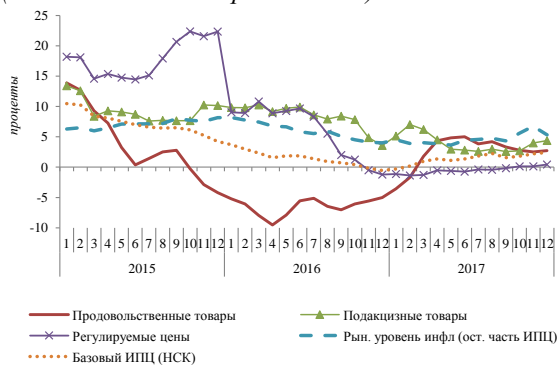 проценты
25
20
15
10
5
0
-5
-10
1 2 3 4 5 6 7 8 9 10 11 12 1 2 3 4 5 6 7 8 9 10 11 12 1 2 3 4 5 6 7 8 9 10 11 12
2015 2016 2017
Продовольственные товары Подакцизные товары
Регулируемые цены Рын. уровень инфл (ост. часть ИПЦ)
Базовый ИПЦ (НСК)